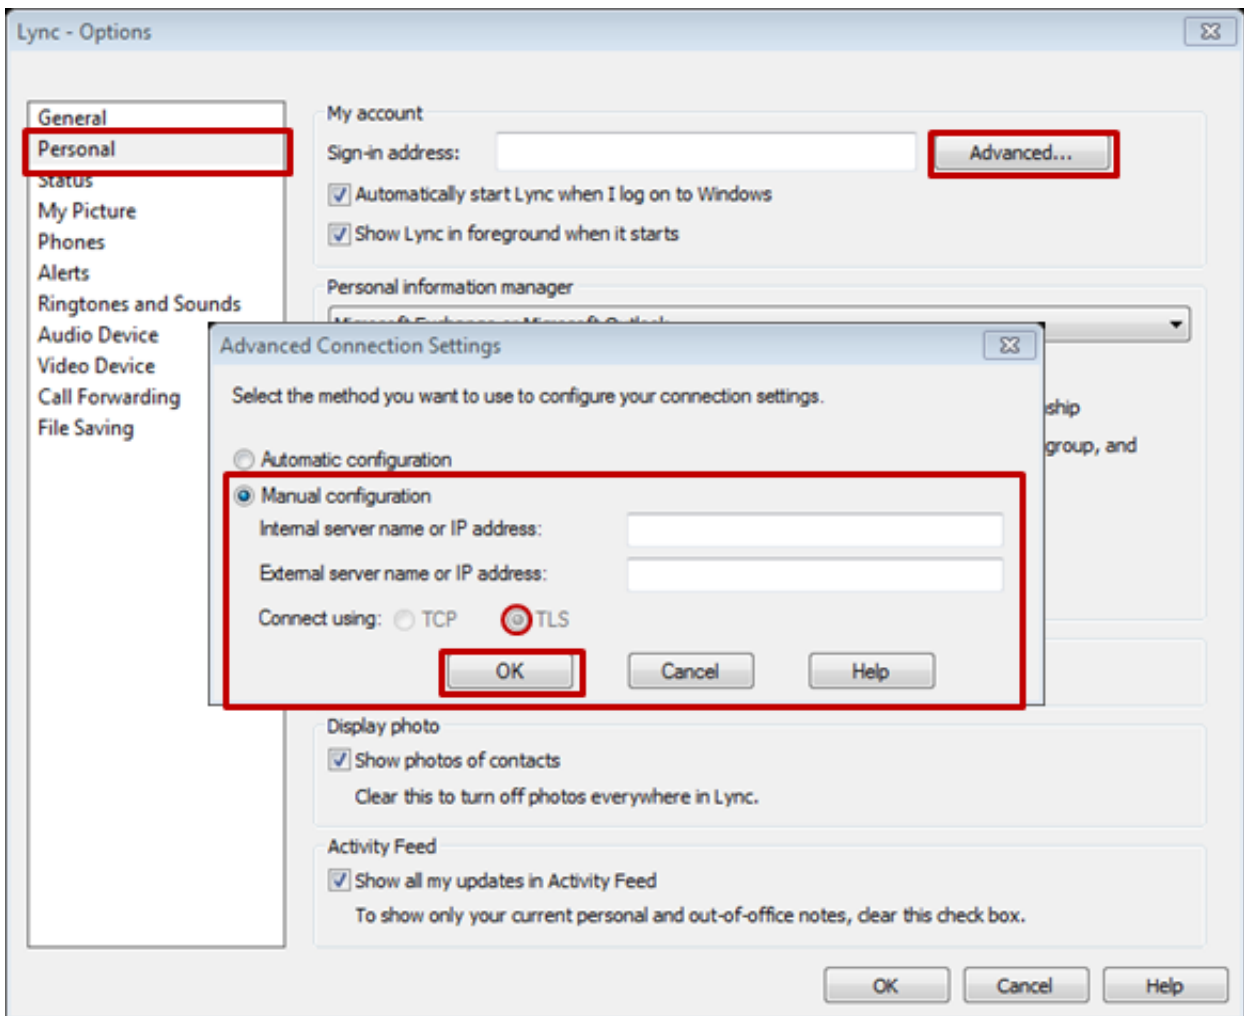 Lync - Options
General
Personal
Status
My Picture
Phones
Alerts
Ringtones and Sounds
Audio Device
Video Device
Call Forwarding
File Saving
My account
Sign-in address:
Advanced...
Automatically start Lync when I log on to Windows
Show Lync in foreground when it starts
Personal information manager
Microsoft Exchange or Microsoft Outlook
ship
group, and
Advanced Connection Settings
Select the method you want to use to configure your connection settings.
Automatic configuration
Manual configuration
Internal server name or IP address:
External server name or IP address:
Connect using: TCP TLS
OK Cancel Help
Display photo
Show photos of contacts
Clear this to turn off photos everywhere in Lync.
Activity Feed
Show all my updates in Activity Feed
To show only your current personal and out-of-office notes, clear this check box.
OK Cancel Help